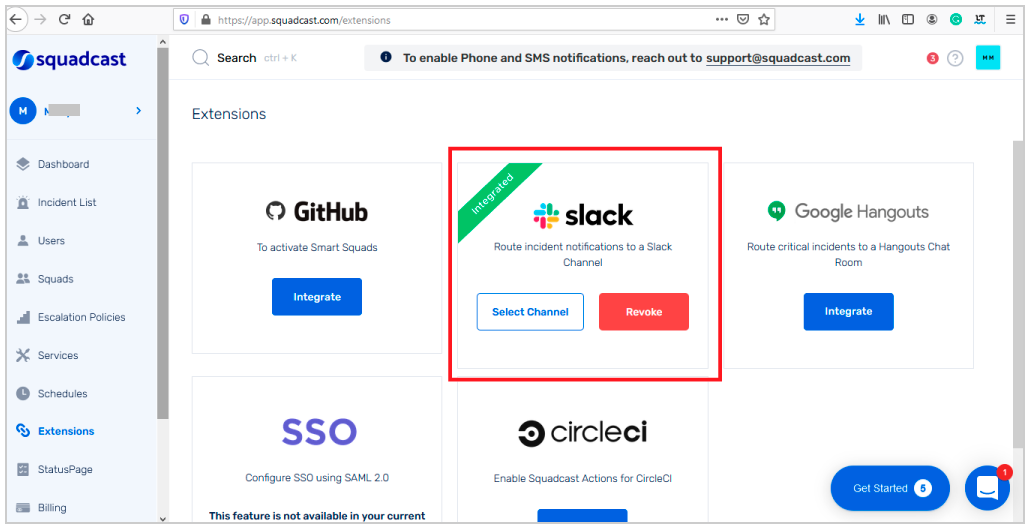 https://app.squadcast.com/extensions
squadcast
Search ctrl + K
To enable Phone and SMS notifications, reach out to support@squadcast.com
3
?
M M
M
Dashboard
Incident List
Users
Squads
Escalation Policies
Services
Schedules
Extensions
StatusPage
Billing
Extensions
GitHub
To activate Smart Squads
Integrate
Integrated
slack
Route incident notifications to a Slack
Channel
Select Channel
Revoke
Google Hangouts
Route critical incidents to a Hangouts Chat
Room
Integrate
SSO
Configure SSO using SAML 2.0
This feature is not available in your current
circleci
Enable Squadcast Actions for CircleCI
Get Started 5
1